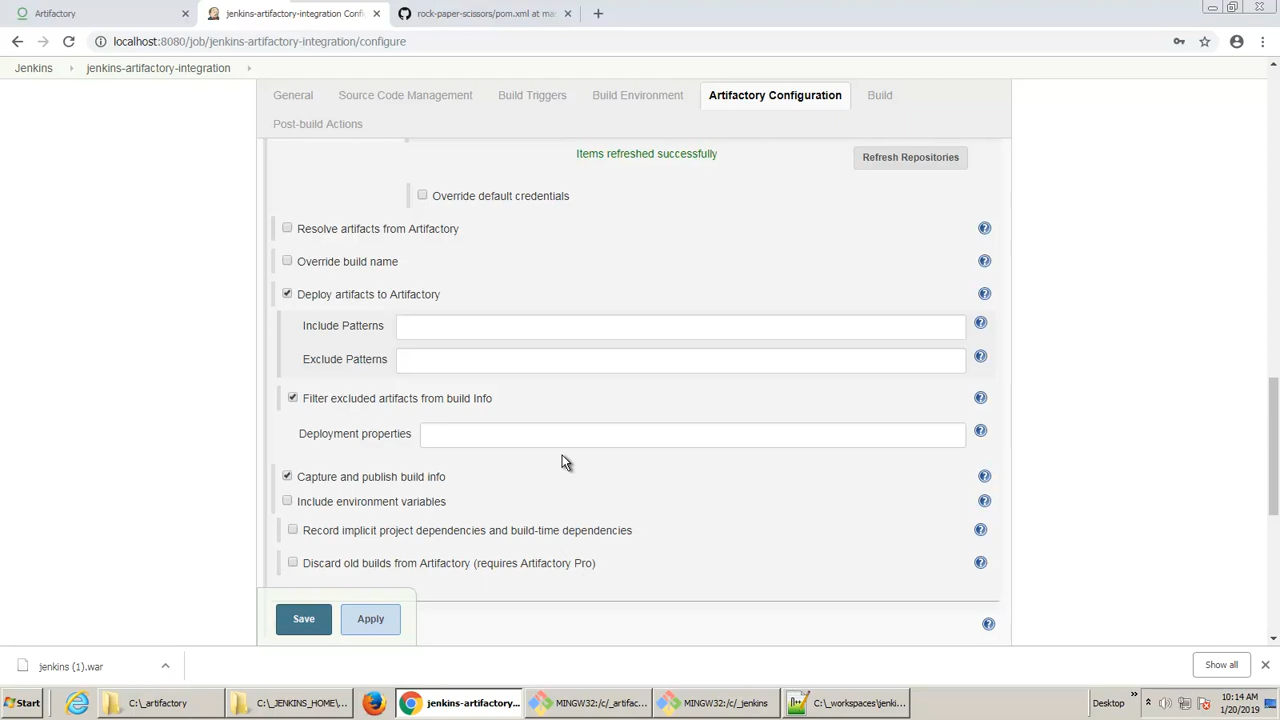 Artifactory
jenkins-artifactory-integration Confi
rock-paper-scissors/pom.xml at ma
localhost:8080/job/jenkins-artifactory-integration/configure
Jenkins
jenkins-artifactory-integration
General
Source Code Management
Build Triggers
Build Environment
Artifactory Configuration
Build
Post-build Actions
Items refreshed successfully
Refresh Repositories
Override default credentials
Resolve artifacts from Artifactory
Override build name
Deploy artifacts to Artifactory
Include Patterns
Exclude Patterns
Filter excluded artifacts from build Info
Deployment properties
Capture and publish build info
Include environment variables
Record implicit project dependencies and build-time dependencies
Discard old builds from Artifactory (requires Artifactory Pro)
Save
Apply
jenkins (1).war
Show all
Start
C:\_artifactory
C:\_JENKINS_HOME\...
jenkins-artifactory...
MINGW32:/c/_artifac...
MINGW32:/c/_jenkins
C:\_workspaces\jenki...
Desktop
10:14 AM
1/20/2019